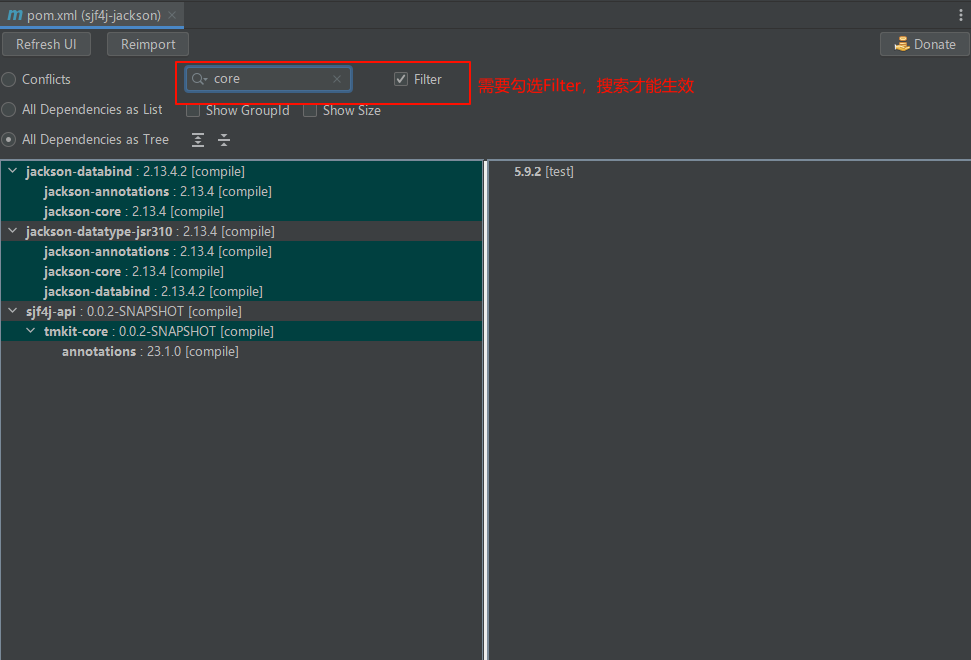 m pom.xml (sjf4j-jackson)
Refresh UI Reimport Donate
Conflicts core Filter 需要勾选Filter，搜索才能生效
All Dependencies as List Show GroupId Show Size
All Dependencies as Tree
jackson-databind : 2.13.4.2 [compile]
jackson-annotations : 2.13.4 [compile]
jackson-core : 2.13.4 [compile]
jackson-datatype-jsr310 : 2.13.4 [compile]
jackson-annotations : 2.13.4 [compile]
jackson-core : 2.13.4 [compile]
jackson-databind : 2.13.4.2 [compile]
sjf4j-api : 0.0.2-SNAPSHOT [compile]
tmkit-core : 0.0.2-SNAPSHOT [compile]
annotations : 23.1.0 [compile]
5.9.2 [test]